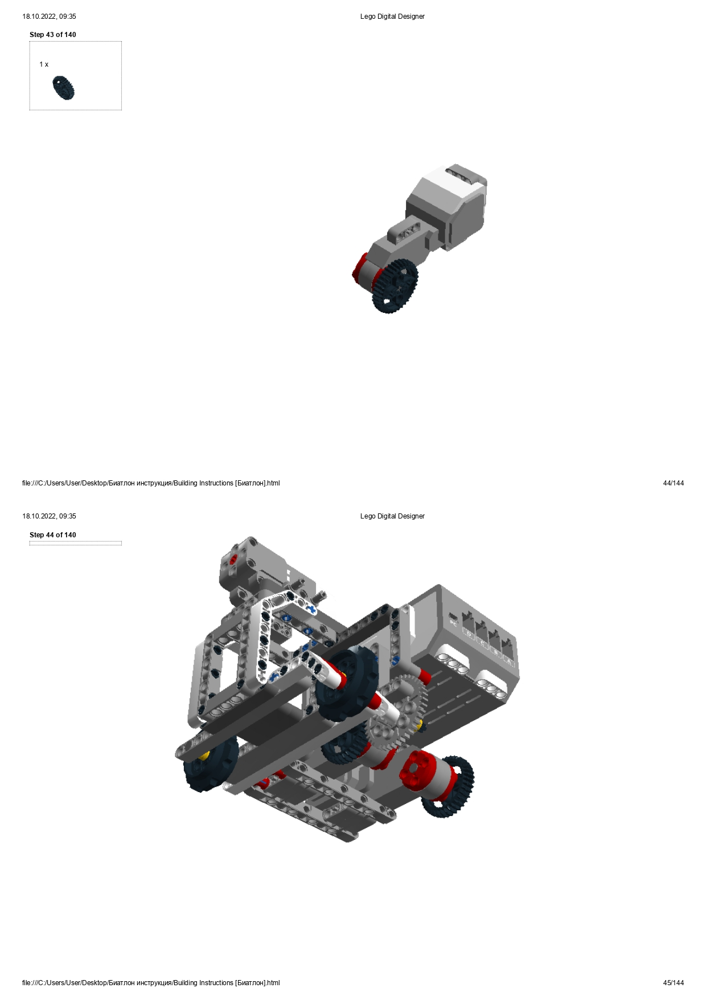 18.10.2022, 09:35
Lego Digital Designer
Step 43 of 140
1 x
file:///C:/Users/User/Desktop/Биатлон инструкция/Building Instructions [Биатлон].html
44/144
18.10.2022, 09:35
Lego Digital Designer
Step 44 of 140
PC
D
C
B
A
file:///C:/Users/User/Desktop/Биатлон инструкция/Building Instructions [Биатлон].html
45/144